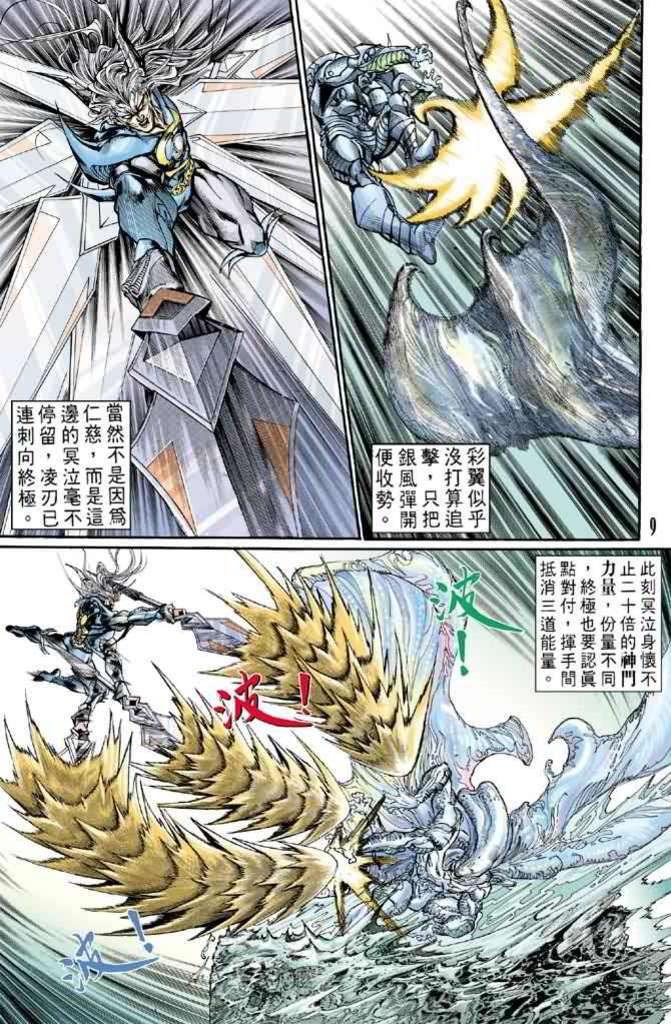 彩翼似乎
沒打算追
擊，只把
銀風彈開
便收勢。
當然不是因為
仁慈，而是這
邊的冥泣毫不
停留，凌刃已
連刺向終極。
9
此刻冥泣身懷不
止二十倍的神門
力量，份量不同
，終極也要認真
點對付，揮手間
抵消三道能量。
波！
波！
波！